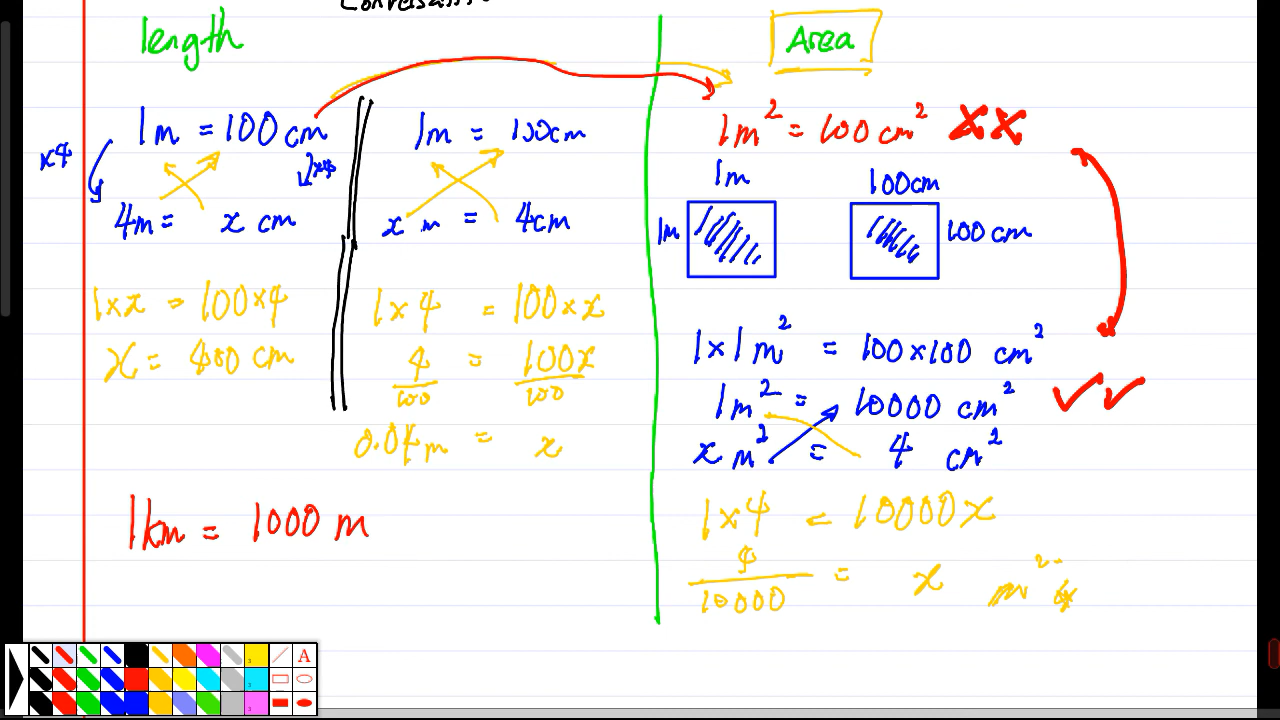 length
1m = 100 cm
x4
x4
4m = x cm
1 x x = 100 x 4
x = 400 cm
1m = 100cm
x m = 4cm
1 x 4 = 100 x x
4/100 = 100x/100
0.04m = x
1km = 1000 m
Area
1m² = 100 cm² XX
1m
1m
100cm
100 cm
1 x 1 m² = 100 x 100 cm²
1m² = 10000 cm²
x m² = 4 cm²
1 x 4 = 10000x
4/10000 = x m²
A